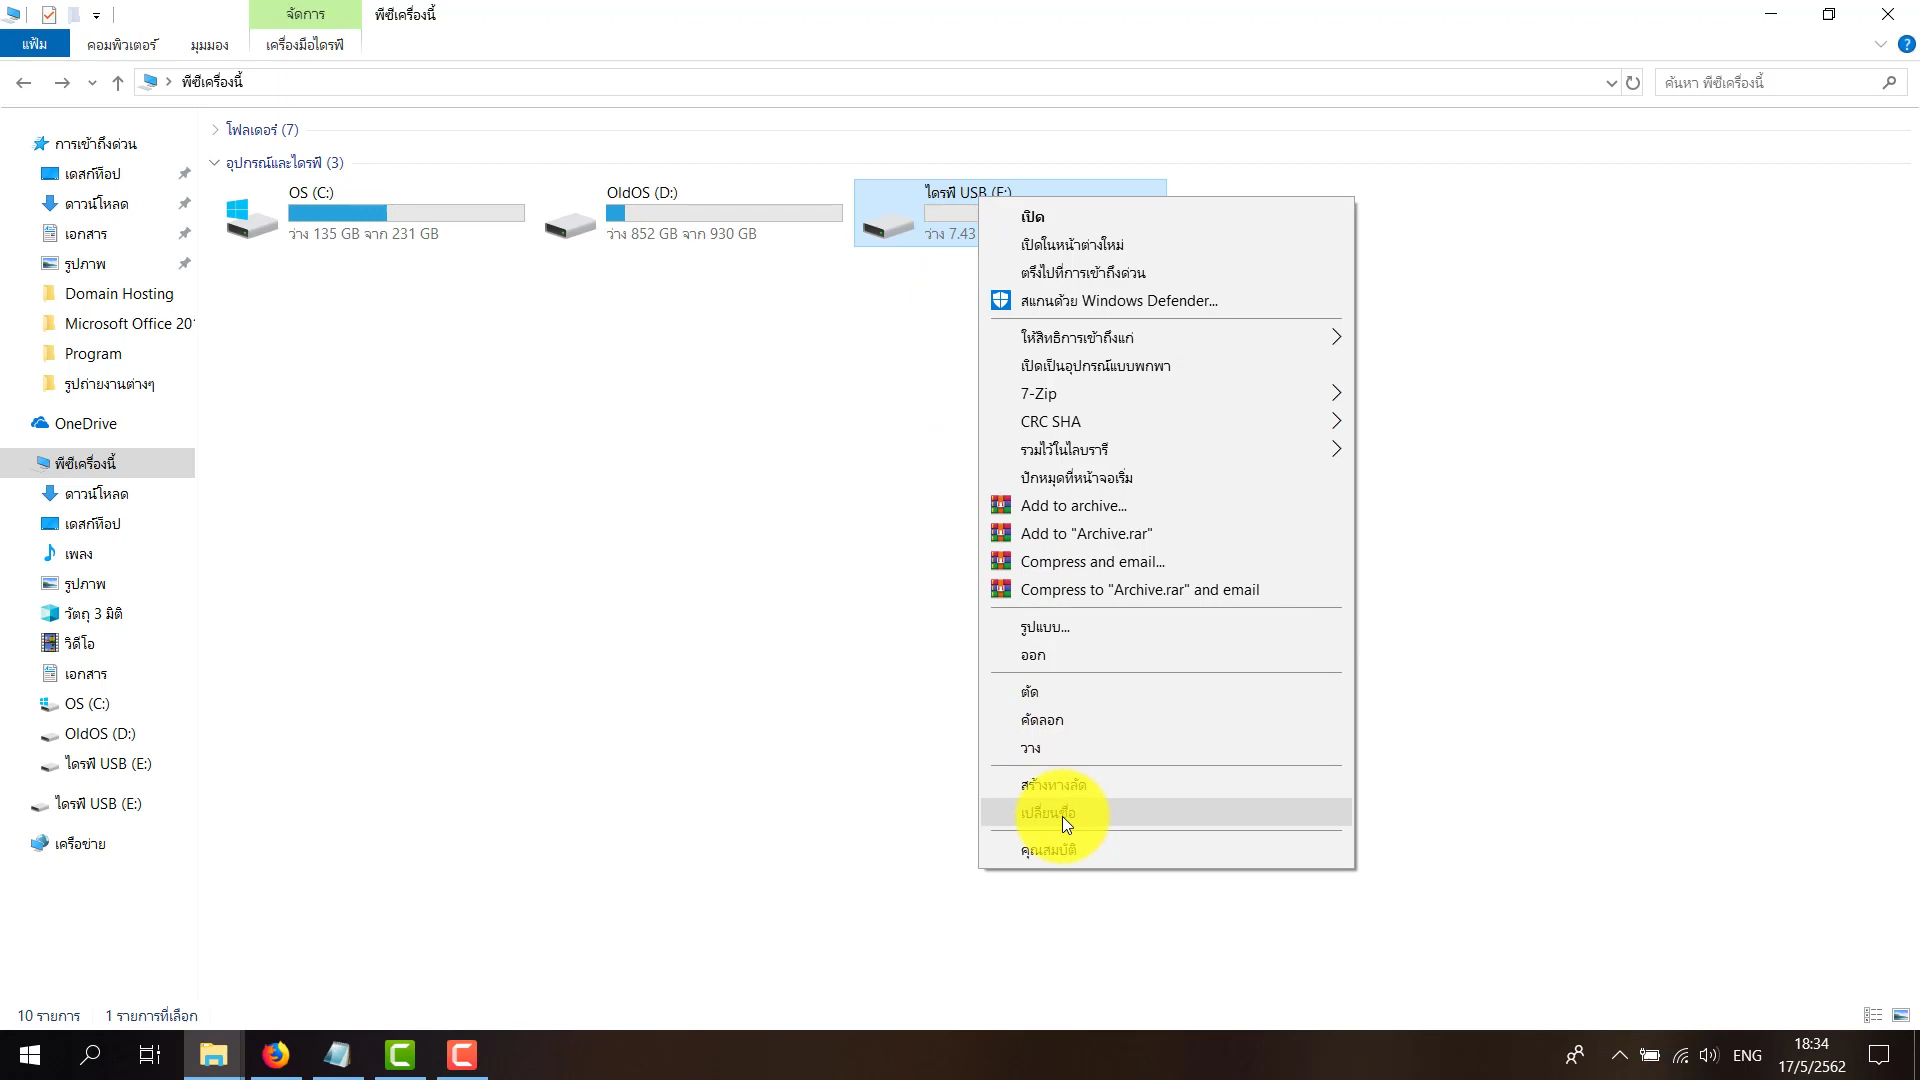 จัดการ
พีซีเครื่องนี้
แฟ้ม
คอมพิวเตอร์
มุมมอง
เครื่องมือไดรฟ์
พีซีเครื่องนี้
ค้นหา พีซีเครื่องนี้
โฟลเดอร์ (7)
อุปกรณ์และไดรฟ์ (3)
OS (C:)
ว่าง 135 GB จาก 231 GB
OldOS (D:)
ว่าง 852 GB จาก 930 GB
ไดรฟ์ USB (E:)
ว่าง 7.43
การเข้าถึงด่วน
เดสก์ท็อป
ดาวน์โหลด
เอกสาร
รูปภาพ
Domain Hosting
Microsoft Office 20
Program
รูปถ่ายงานต่างๆ
OneDrive
พีซีเครื่องนี้
ดาวน์โหลด
เดสก์ท็อป
เพลง
รูปภาพ
วัตถุ 3 มิติ
วิดีโอ
เอกสาร
OS (C:)
OldOS (D:)
ไดรฟ์ USB (E:)
ไดรฟ์ USB (E:)
เครือข่าย
เปิด
เปิดในหน้าต่างใหม่
ตรึงไปที่การเข้าถึงด่วน
สแกนด้วย Windows Defender...
ให้สิทธิการเข้าถึงแก่
เปิดเป็นอุปกรณ์แบบพกพา
7-Zip
CRC SHA
รวมไว้ในไลบรารี
ปักหมุดที่หน้าจอเริ่ม
Add to archive...
Add to "Archive.rar"
Compress and email...
Compress to "Archive.rar" and email
รูปแบบ...
ออก
ตัด
คัดลอก
วาง
สร้างทางลัด
เปลี่ยนชื่อ
คุณสมบัติ
10 รายการ
1 รายการที่เลือก
ENG
18:34
17/5/2562